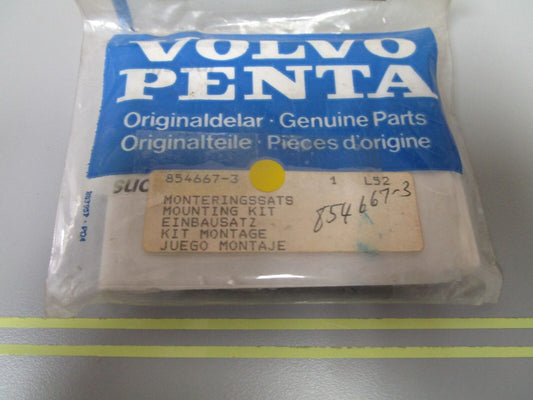 VOLVO
PENTA
Originaldelar · Genuine Parts
Originalteile · Pièces d'origine
854667-3 1 L52
MONTERINGSSATS
MOUNTING KIT
EINBAUSATZ
KIT MONTAGE
JUEGO MONTAJE
854667-3